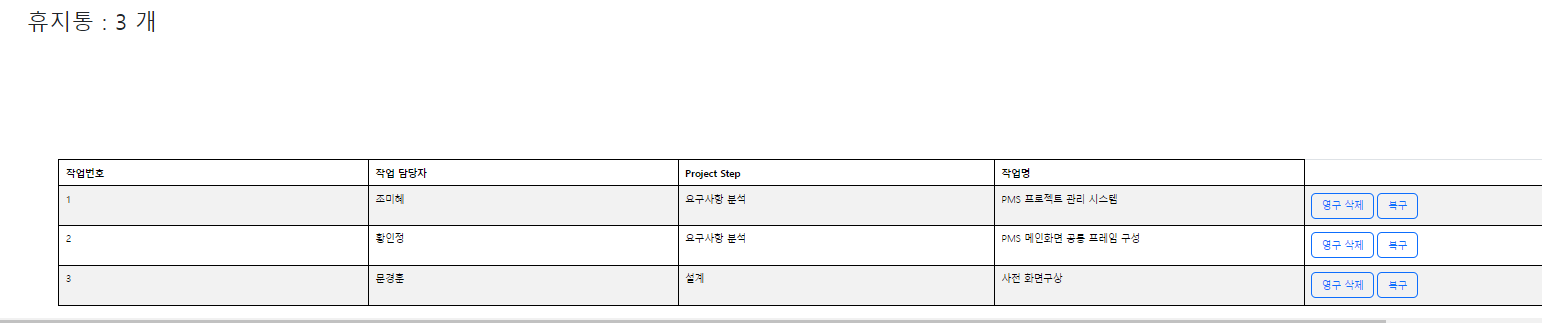 휴지통 : 3 개
작업번호 작업 담당자 Project Step 작업명
1 조미혜 요구사항 분석 PMS 프로젝트 관리 시스템 영구 삭제 복구
2 황인정 요구사항 분석 PMS 메인화면 공통 프레임 구성 영구 삭제 복구
3 문경훈 설계 사전 화면구상 영구 삭제 복구